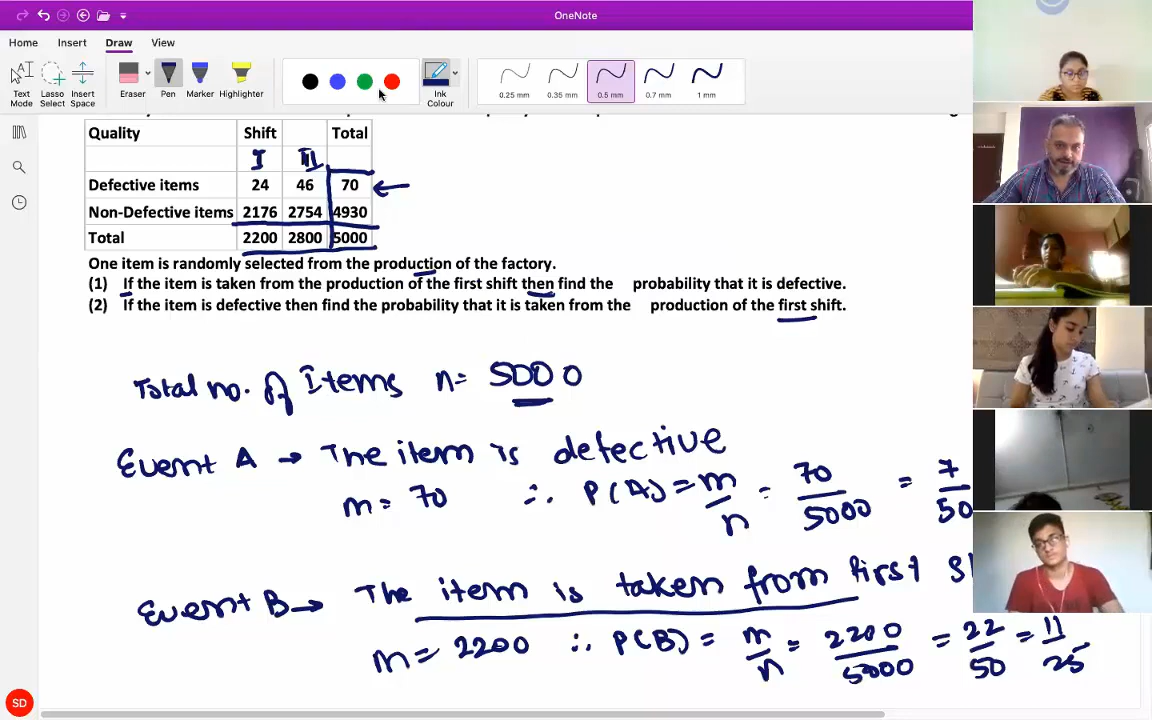 OneNote
Home Insert Draw View
Text Mode Lasso Select Insert Space Eraser Pen Marker Highlighter Ink Colour 0.25 mm 0.35 mm 0.5 mm 0.7 mm 1 mm
Quality Shift Total
I II
Defective items 24 46 70
Non-Defective items 2176 2754 4930
Total 2200 2800 5000
One item is randomly selected from the production of the factory.
(1) If the item is taken from the production of the first shift then find the probability that it is defective.
(2) If the item is defective then find the probability that it is taken from the production of the first shift.
Total no. of Items n = 5000
Event A → The item is defective
m = 70 ∴ P(A) = m/n = 70/5000 = 7/50
Event B → The item is taken from first
m = 2200 ∴ P(B) = m/n = 2200/5000 = 22/50 = 11/25
SD